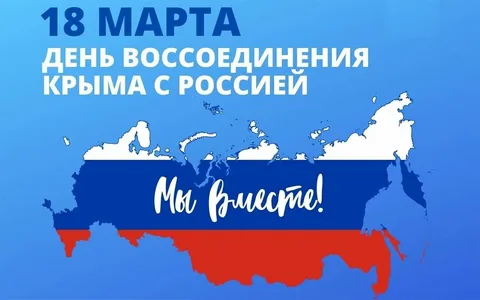 18 МАРТА
ДЕНЬ ВОССОЕДИНЕНИЯ
КРЫМА С РОССИЕЙ
Мы вместе!